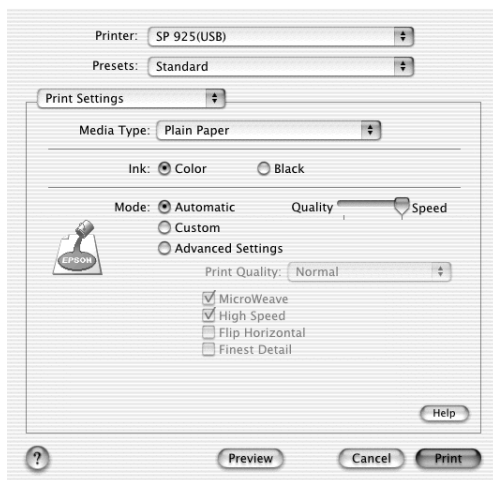 Printer: SP 925(USB)
Presets: Standard
Print Settings
Media Type: Plain Paper
Ink: Color Black
Mode: Automatic Quality Speed
Custom
EPSON Advanced Settings
Print Quality: Normal
MicroWeave
High Speed
Flip Horizontal
Finest Detail
Help
? Preview Cancel Print